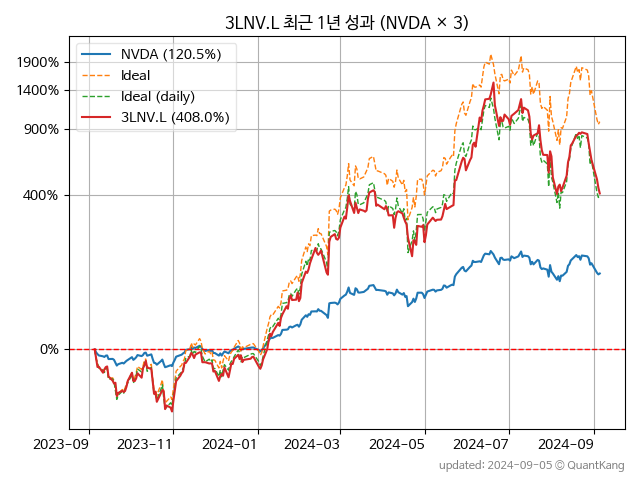 3LNV.L 최근 1년 성과 (NVDA × 3)
NVDA (120.5%)
Ideal
Ideal (daily)
3LNV.L (408.0%)
1900%
1400%
900%
400%
0%
2023-09
2023-11
2024-01
2024-03
2024-05
2024-07
2024-09
updated: 2024-09-05 © QuantKang